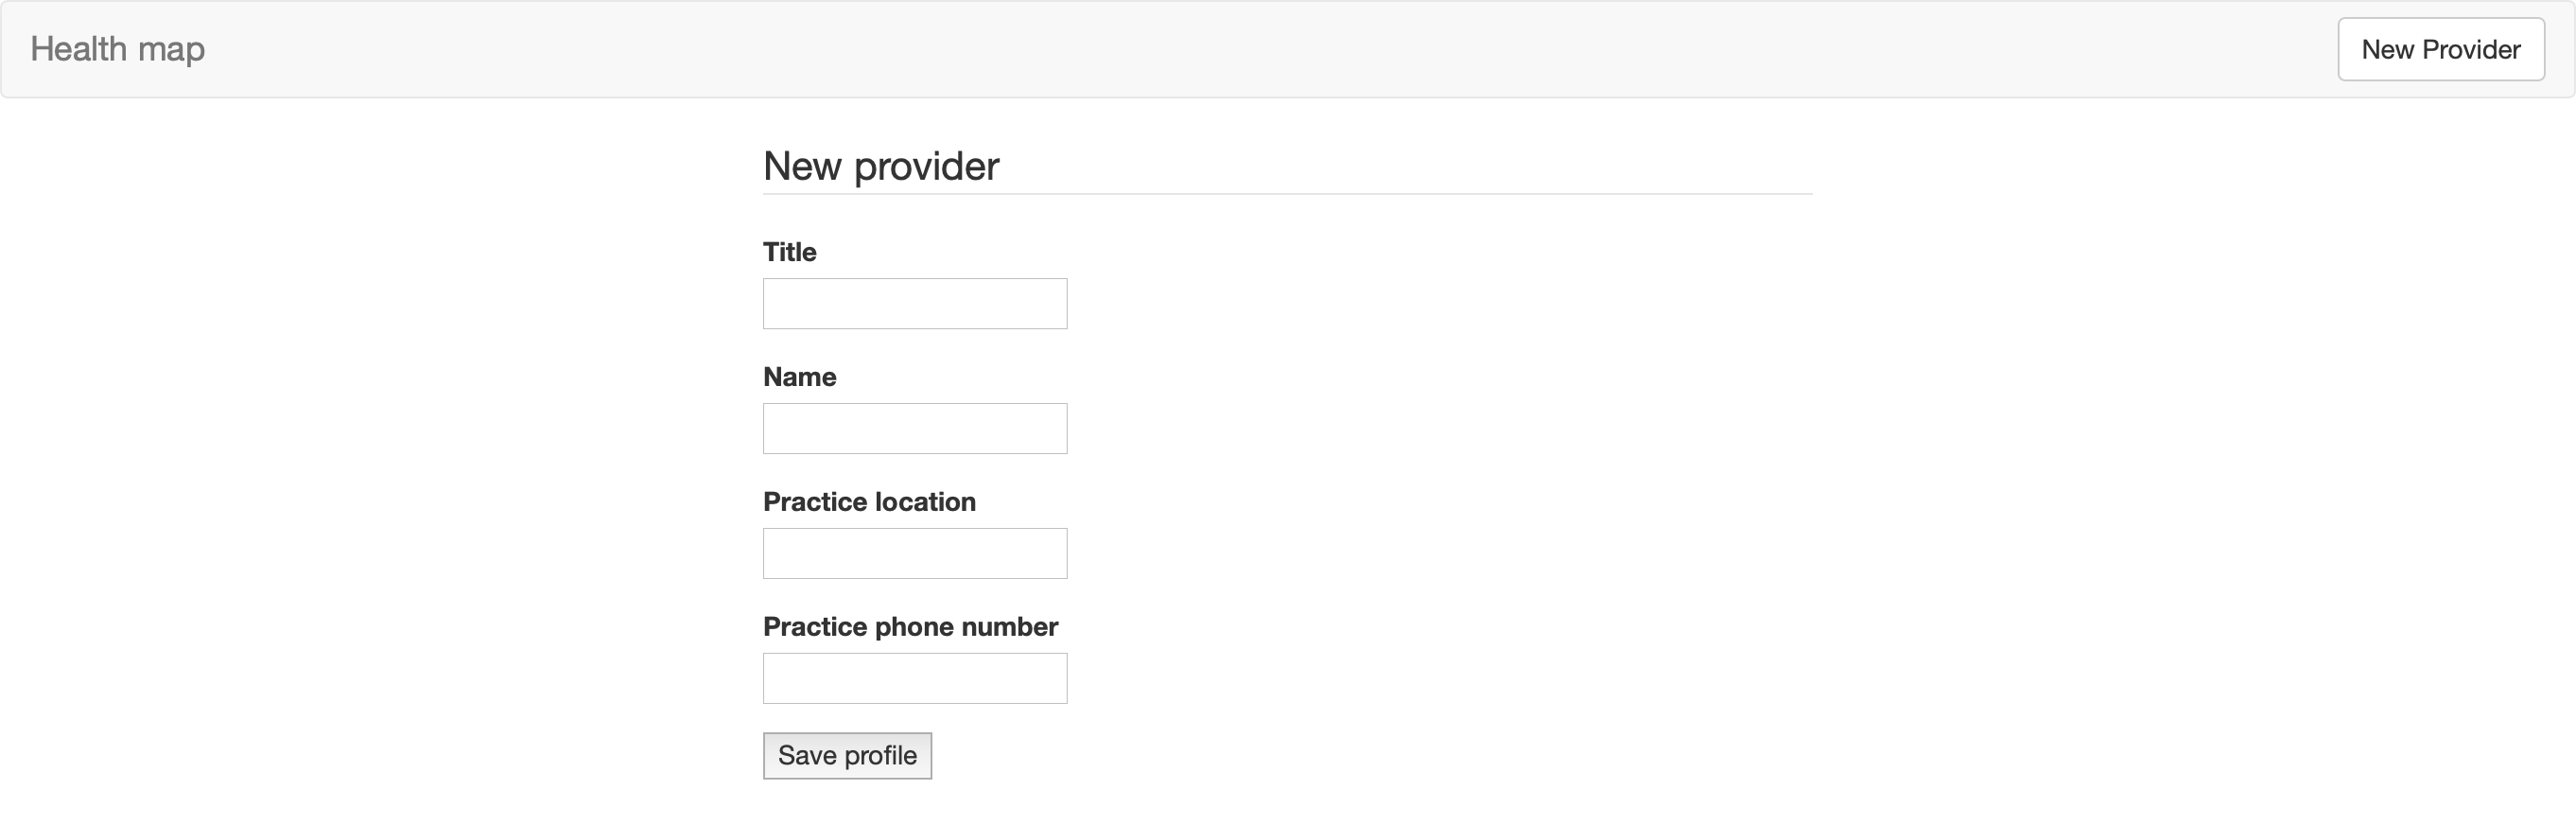 Health map
New Provider
New provider
Title
Name
Practice location
Practice phone number
Save profile